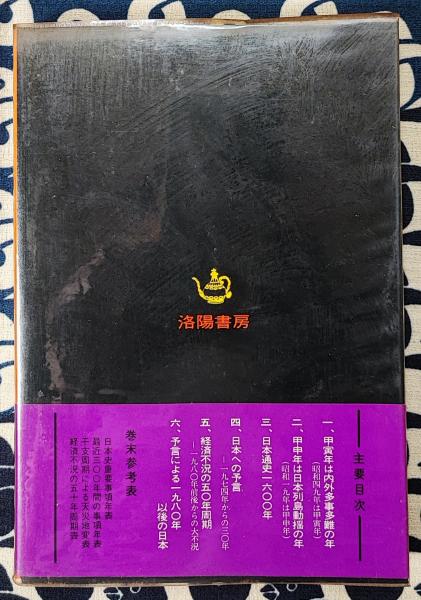 洛陽書房
主要目次
一、甲寅年は内外多事多難の年
(昭和四九年は甲寅年)
二、甲申年は日本列島動揺の年
(昭和一九年は甲申年)
三、日本通史一六〇〇年
四、日本への予言
―一九七四年からの三〇年
五、経済不況の五〇年周期
―一九八〇年前後からの大不況
六、予言による一九八〇年
以後の日本
巻末参考表
日本史重要事項年表
最近三〇〇年間の事項年表
干支周期による天災地変表
経済不況の五十年周期表